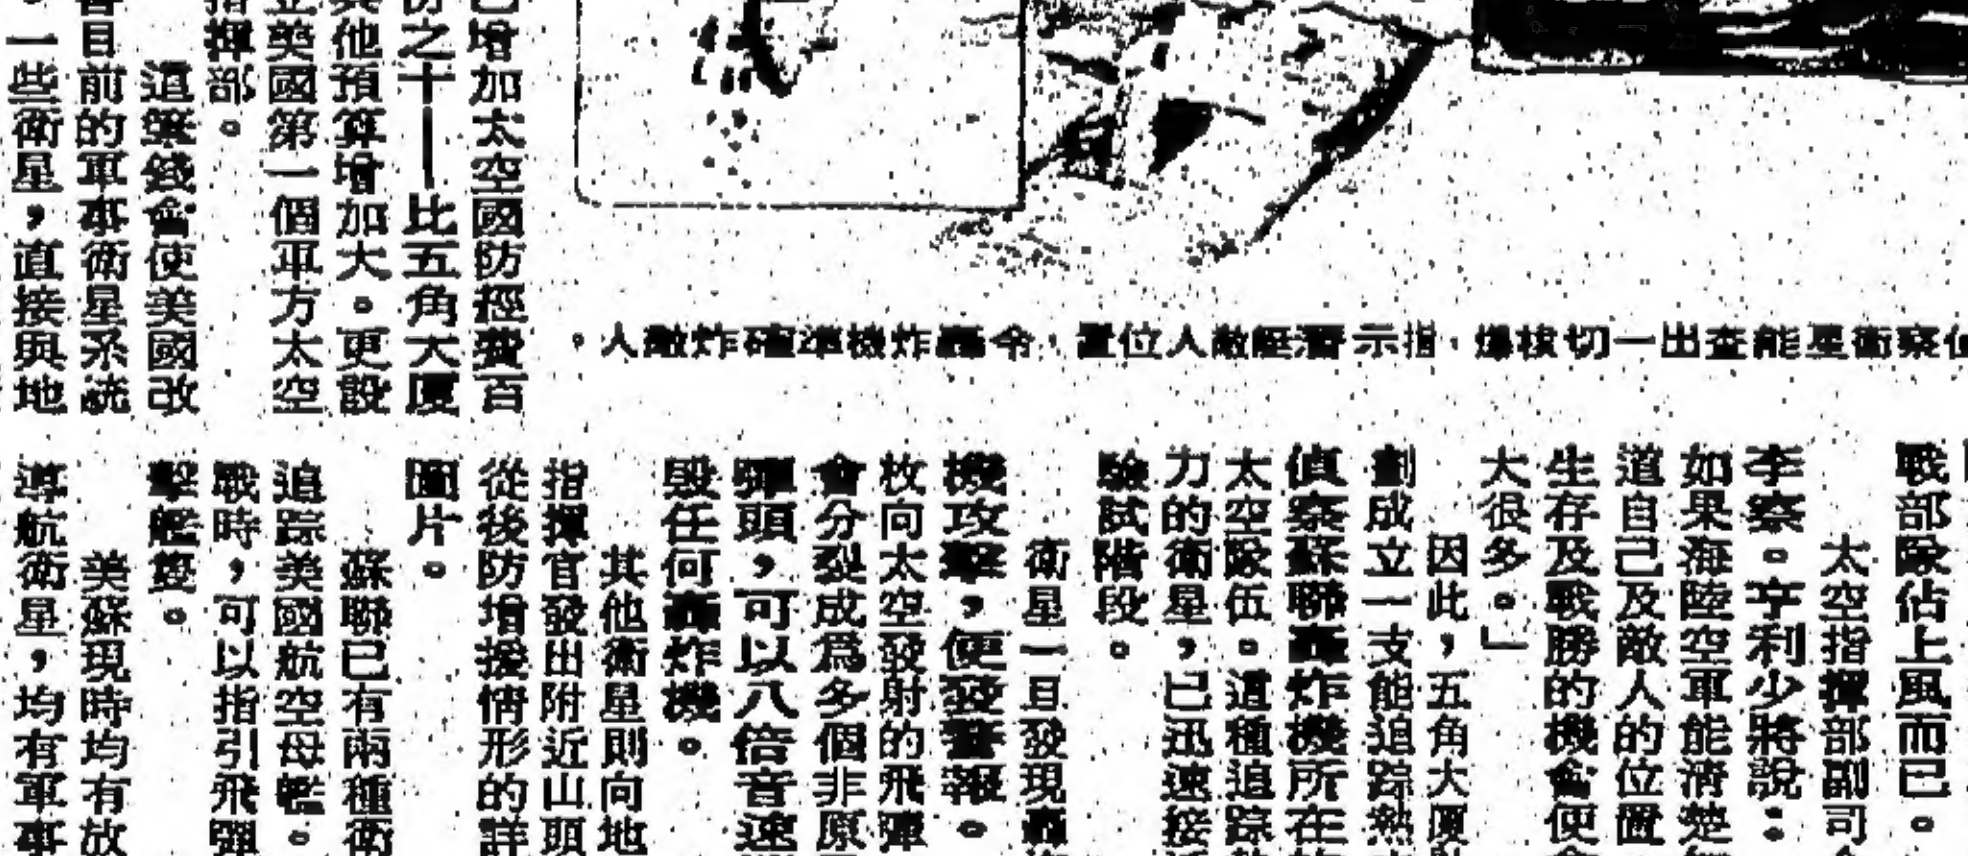 偵察衛星能查出一切核爆,指示潛艇敵人位置,令轟炸機準確炸敵人。
已增加太空國防經費百
份之十——比五角大厦
其他預算增加大。更設
立美國第一個軍方太空
指揮部。
這筆錢會使美國改
善目前的軍事衛星系統
。一些衛星,直接與地
戰部隊佔上風而已。
太空指揮部副司
李察。亨利少將說:
如果海陸空軍能清楚
道自己及敵人的位置
生存及戰勝的機會便
大很多。」
因此,五角大厦
劃成立一支能追踪熱
偵察蘇聯轟炸機所在
太空隊伍。這種追踪
力的衛星,已迅速接
驗試階段。
衛星一旦發現轟
機攻擊,便發警報。
枚向太空發射的飛彈
會分裂成爲多個非原
彈頭,可以八倍音速
毀任何轟炸機。
其他衛星則向地
指揮官發出附近山頭
從後防增援情形的詳
圖片。
蘇聯已有兩種衛
追踪美國航空母艦。
戰時,可以指引飛彈
擊艦艇。
美蘇現時均有放
導航衛星,均有軍事